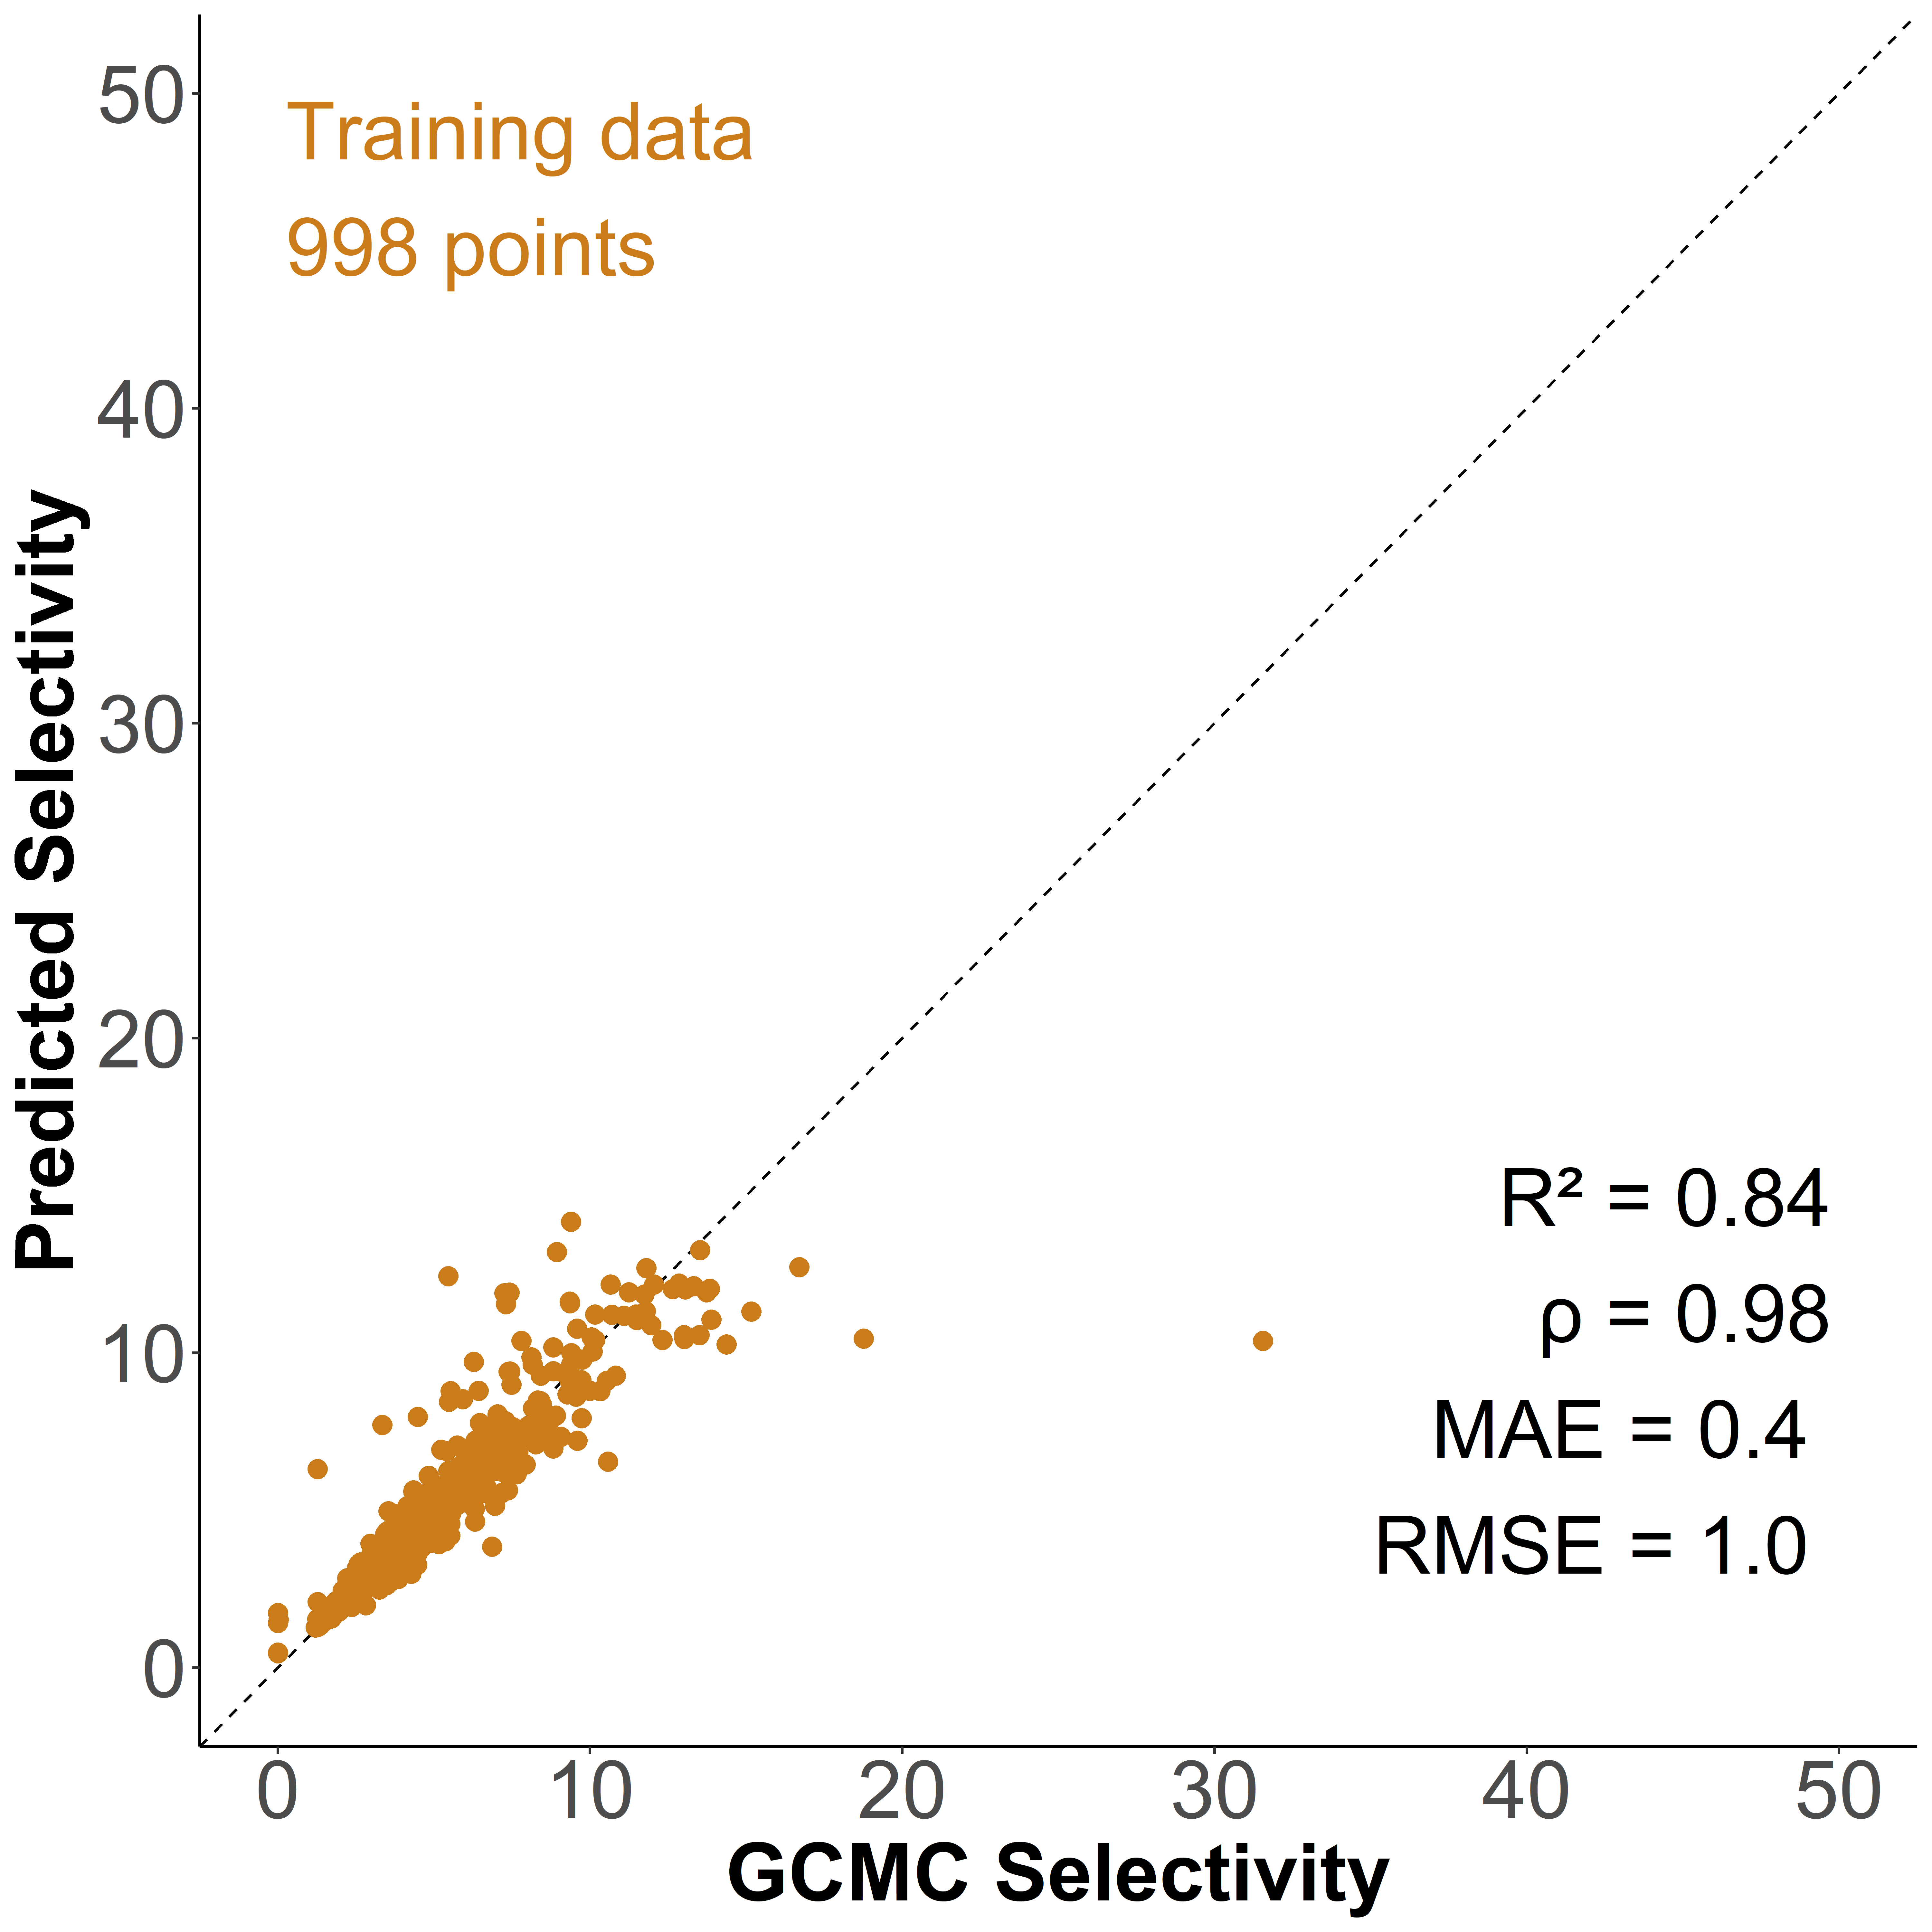 Training data
998 points
Predicted Selectivity
50
40
30
20
10
0
R² = 0.84
ρ = 0.98
MAE = 0.4
RMSE = 1.0
0 10 20 30 40 50
GCMC Selectivity